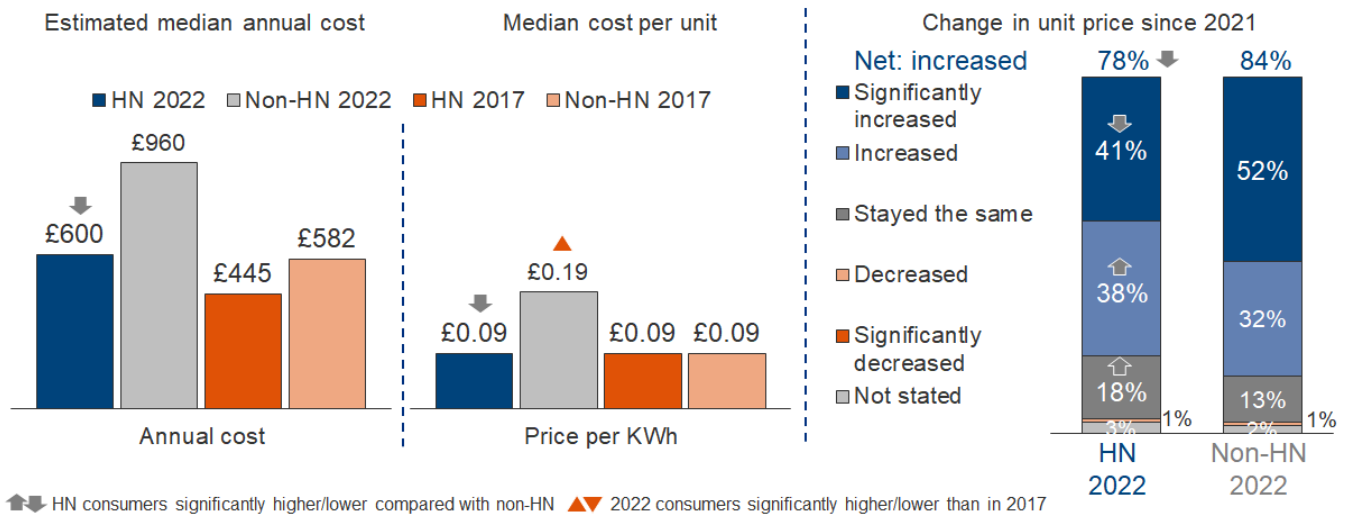 Estimated median annual cost
Median cost per unit
Change in unit price since 2021
HN 2022
Non-HN 2022
HN 2017
Non-HN 2017
£600
£960
£445
£582
Annual cost
£0.09
£0.19
£0.09
£0.09
Price per KWh
Net: increased
78%
84%
Significantly
increased
Increased
Stayed the same
Decreased
Significantly
decreased
Not stated
41%
38%
18%
1%
3%
52%
32%
13%
1%
2%
HN
2022
Non-HN
2022
HN consumers significantly higher/lower compared with non-HN
2022 consumers significantly higher/lower than in 2017